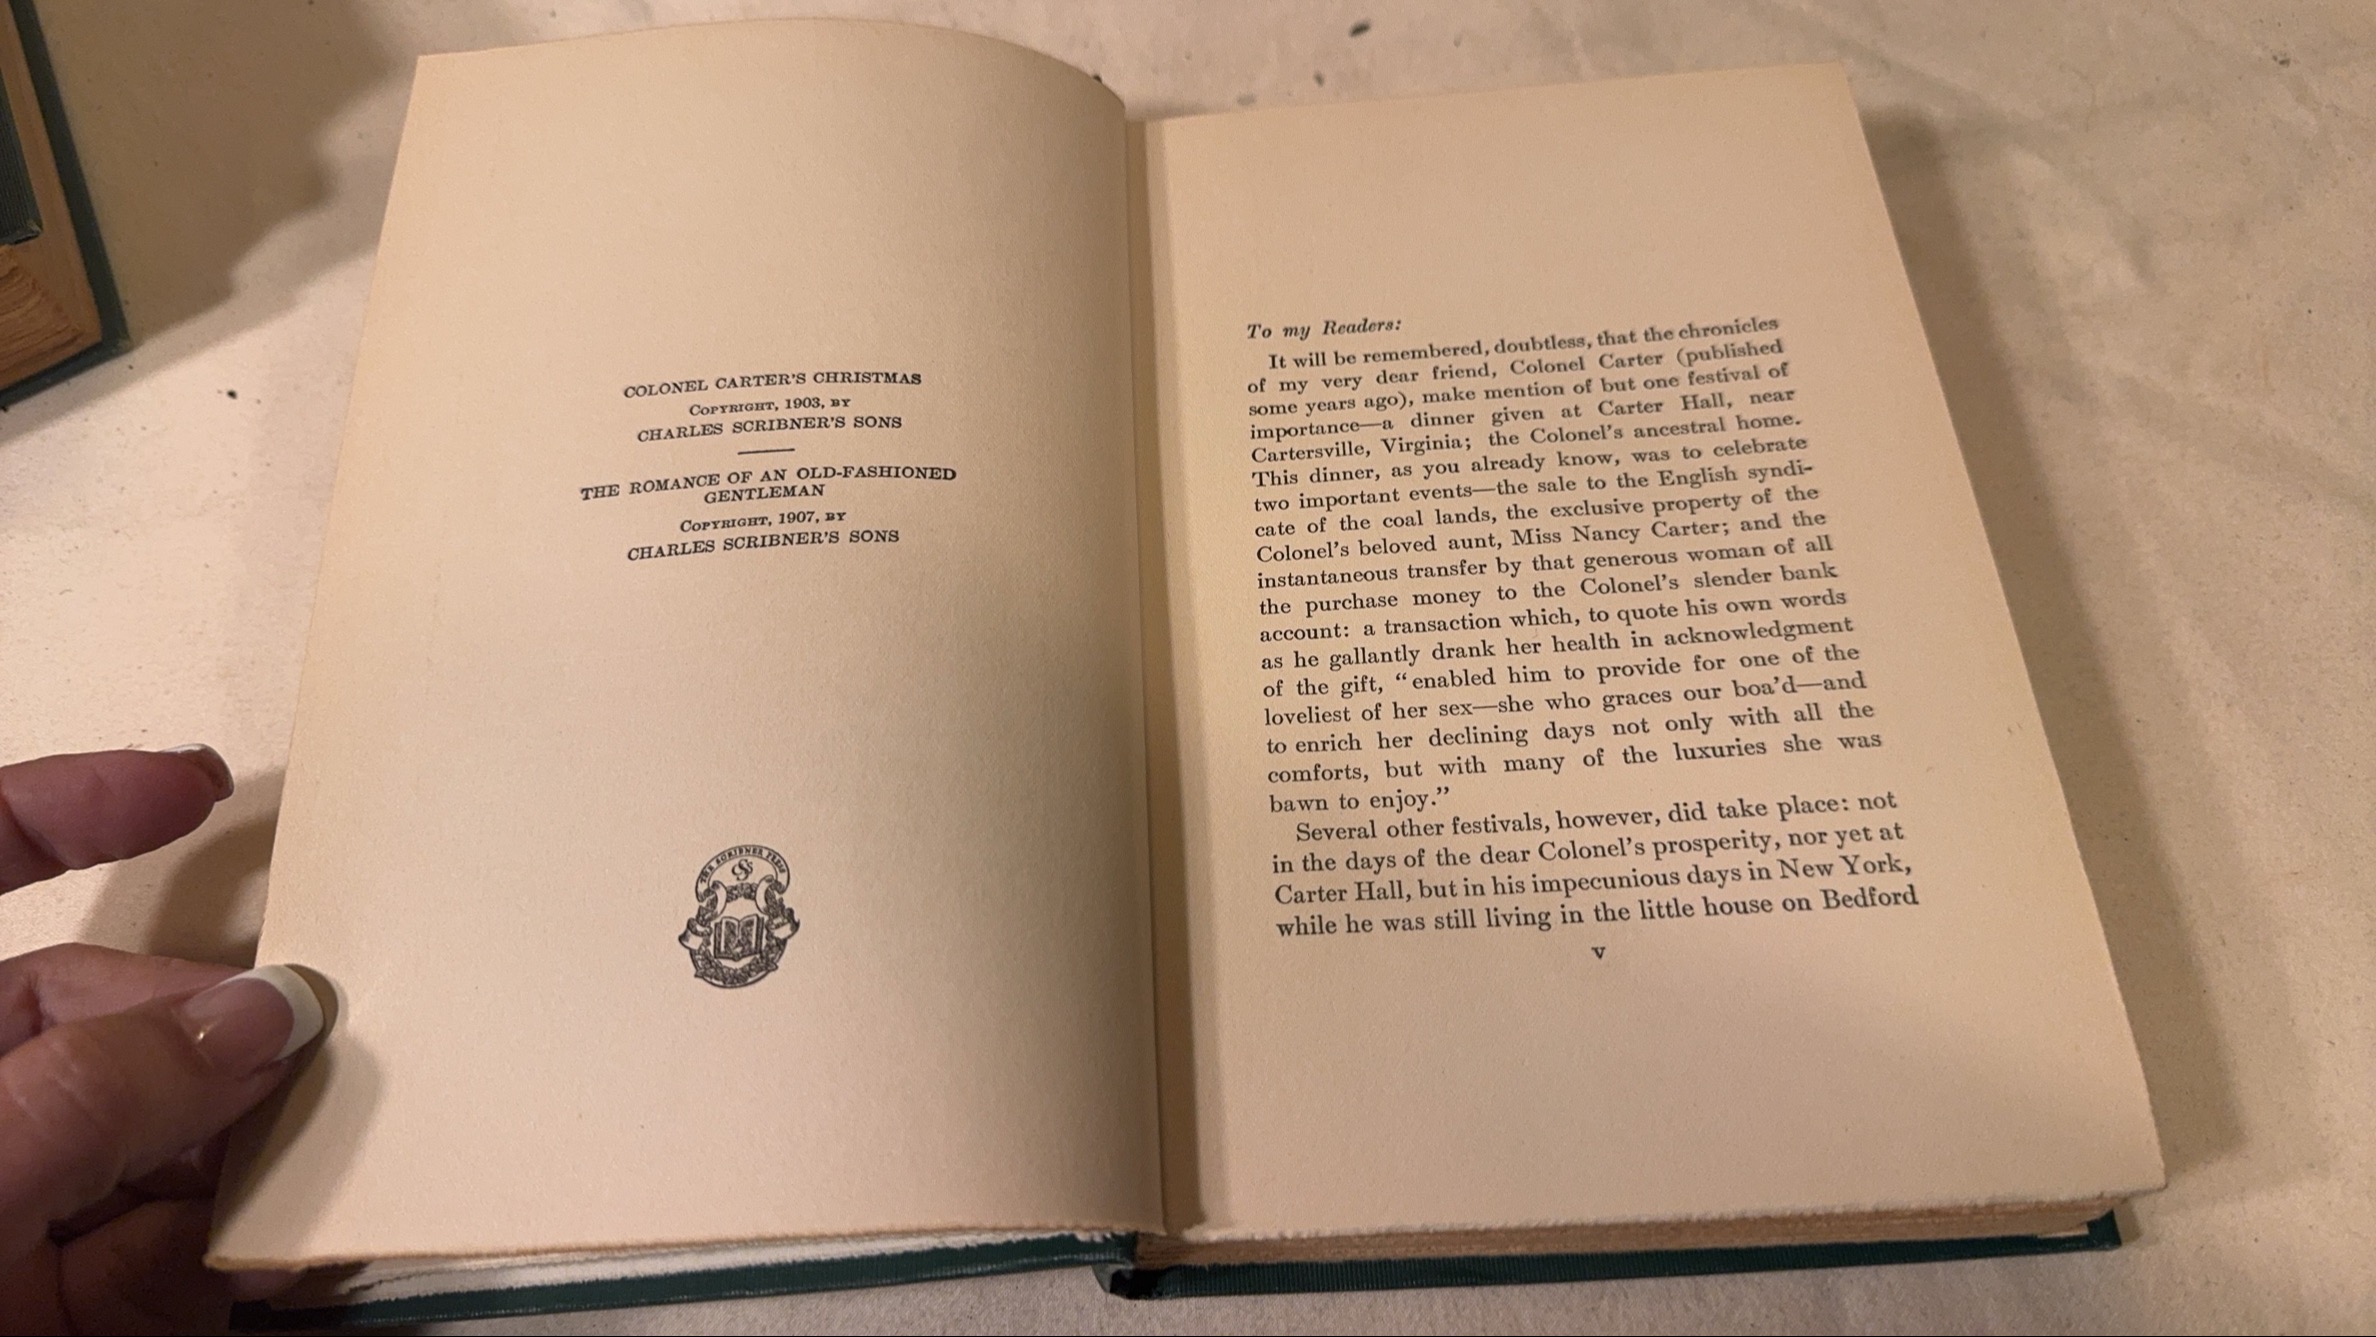 COLONEL CARTER'S CHRISTMAS
COPYRIGHT, 1903, BY
CHARLES SCRIBNER'S SONS
THE ROMANCE OF AN OLD-FASHIONED
GENTLEMAN
COPYRIGHT, 1907, BY
CHARLES SCRIBNER'S SONS
THE SCRIBNER PRESS
To my Readers:
It will be remembered, doubtless, that the chronicles
of my very dear friend, Colonel Carter (published
some years ago), make mention of but one festival of
importance—a dinner given at Carter Hall, near
Cartersville, Virginia; the Colonel's ancestral home.
This dinner, as you already know, was to celebrate
two important events—the sale to the English syndi-
cate of the coal lands, the exclusive property of the
Colonel's beloved aunt, Miss Nancy Carter; and the
instantaneous transfer by that generous woman of all
the purchase money to the Colonel's slender bank
account: a transaction which, to quote his own words
as he gallantly drank her health in acknowledgment
of the gift, “enabled him to provide for one of the
loveliest of her sex—she who graces our boa'd—and
to enrich her declining days not only with all the
comforts, but with many of the luxuries she was
bawn to enjoy.”
Several other festivals, however, did take place: not
in the days of the dear Colonel's prosperity, nor yet at
Carter Hall, but in his impecunious days in New York,
while he was still living in the little house on Bedford
v